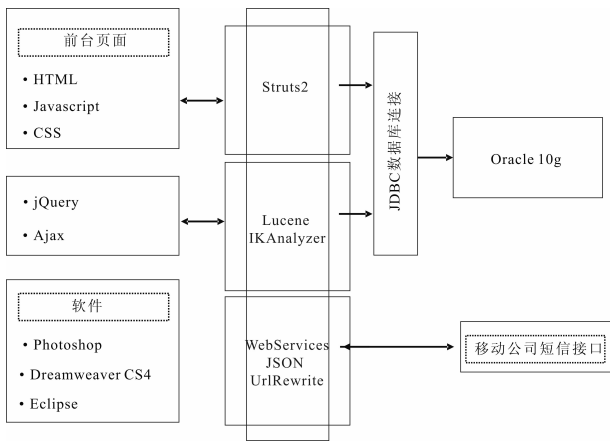 前台页面
• HTML
• Javascript
• CSS
• jQuery
• Ajax
软件
• Photoshop
• Dreamweaver CS4
• Eclipse
Struts2
Lucene
IKAnalyzer
WebServices
JSON
UrlRewrite
JDBC数据库连接
Oracle 10g
移动公司短信接口